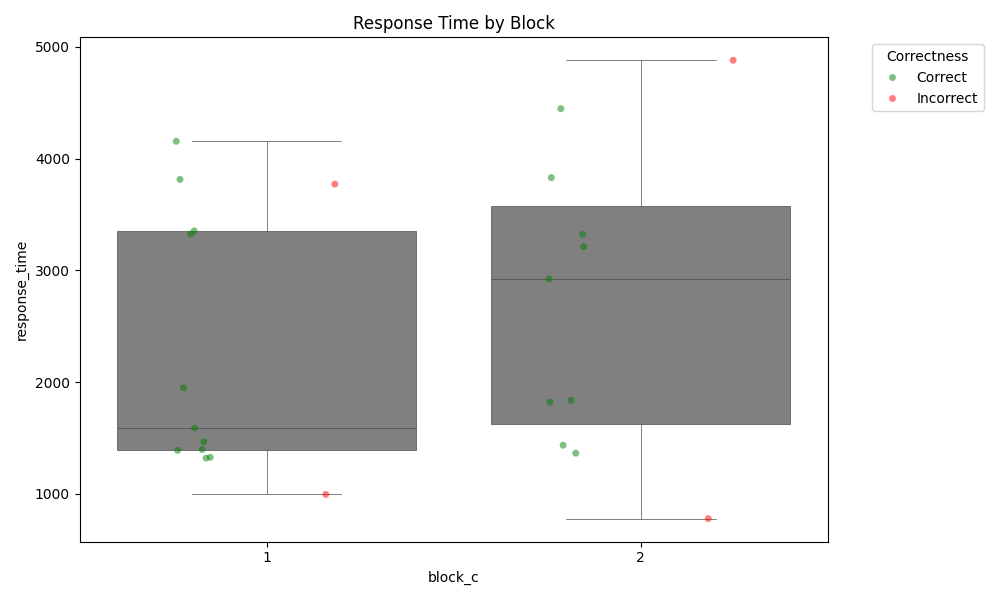 Response Time by Block
Correctness
Correct
Incorrect
response_time
5000
4000
3000
2000
1000
1
2
block_c